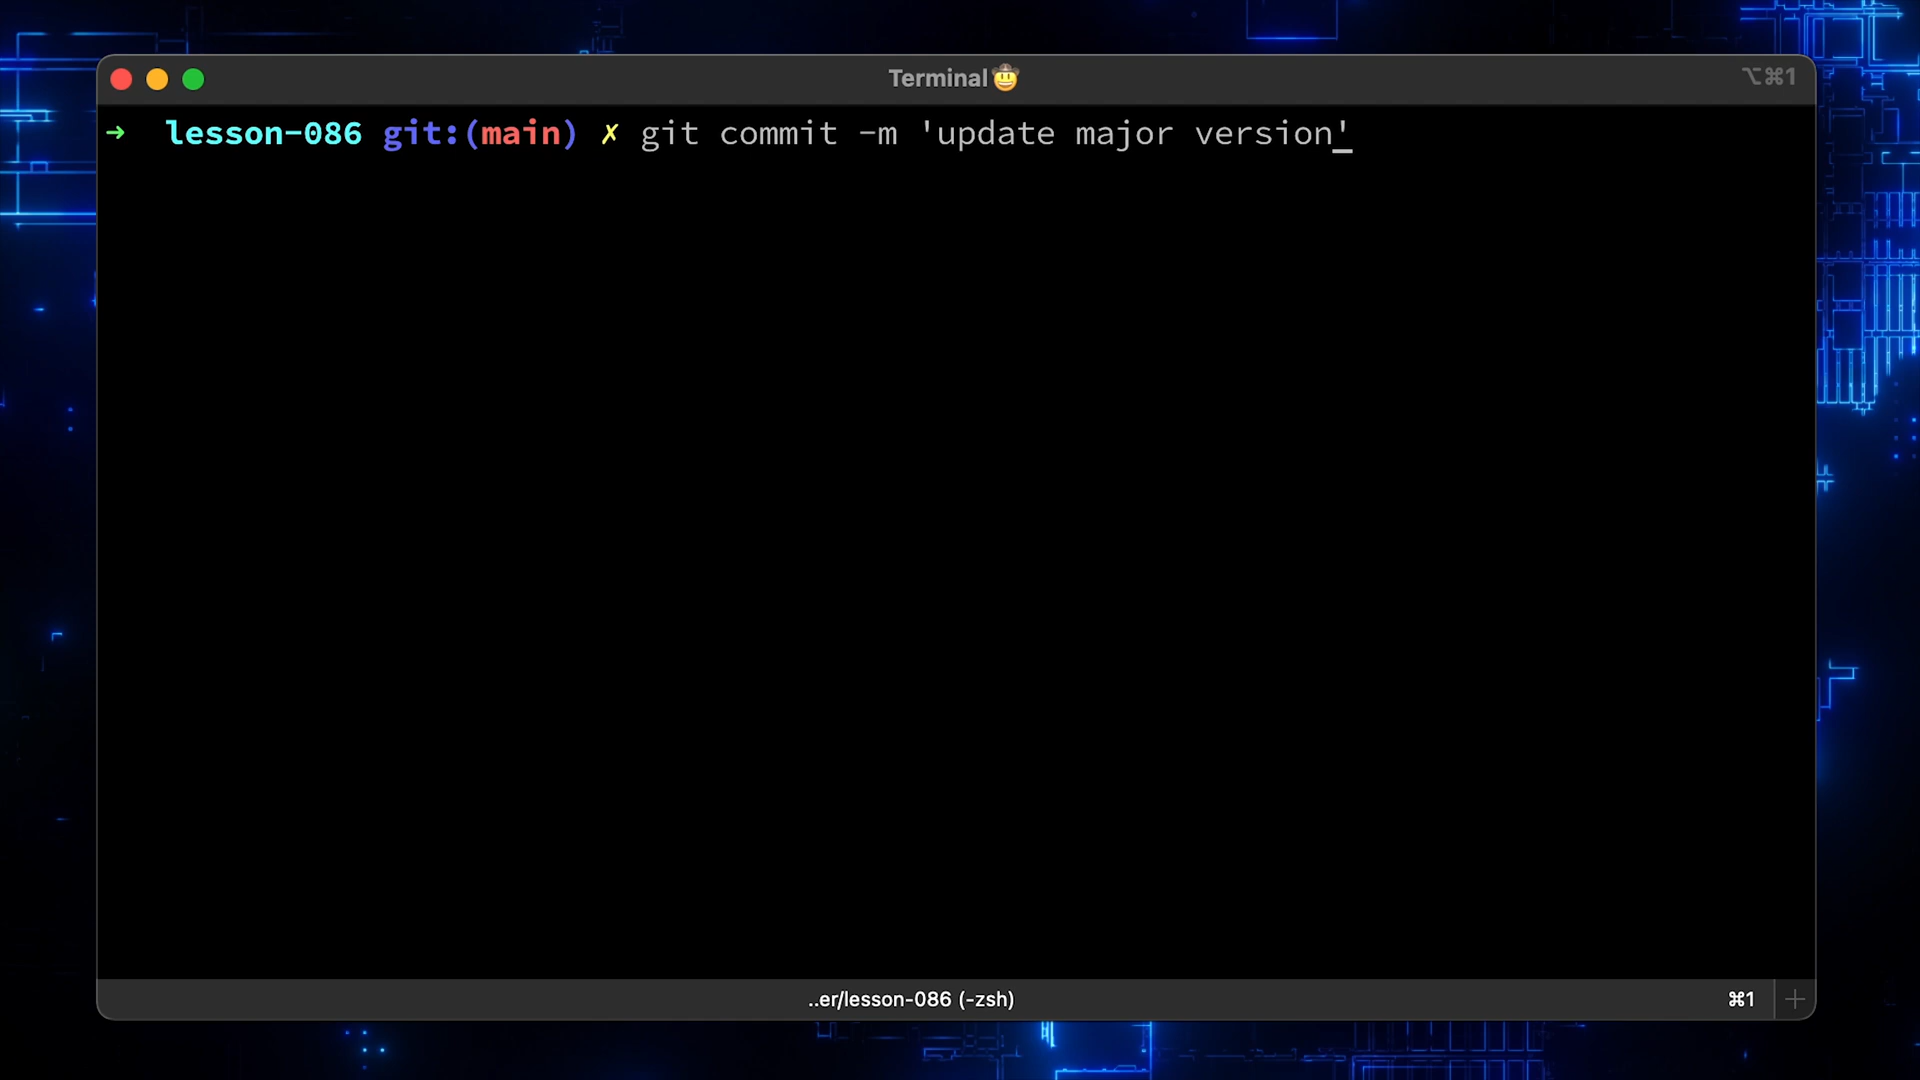 Terminal🤠
⌥⌘1
➜ lesson-086 git:(main) ✗ git commit -m 'update major version'
..er/lesson-086 (-zsh)
⌘1
+